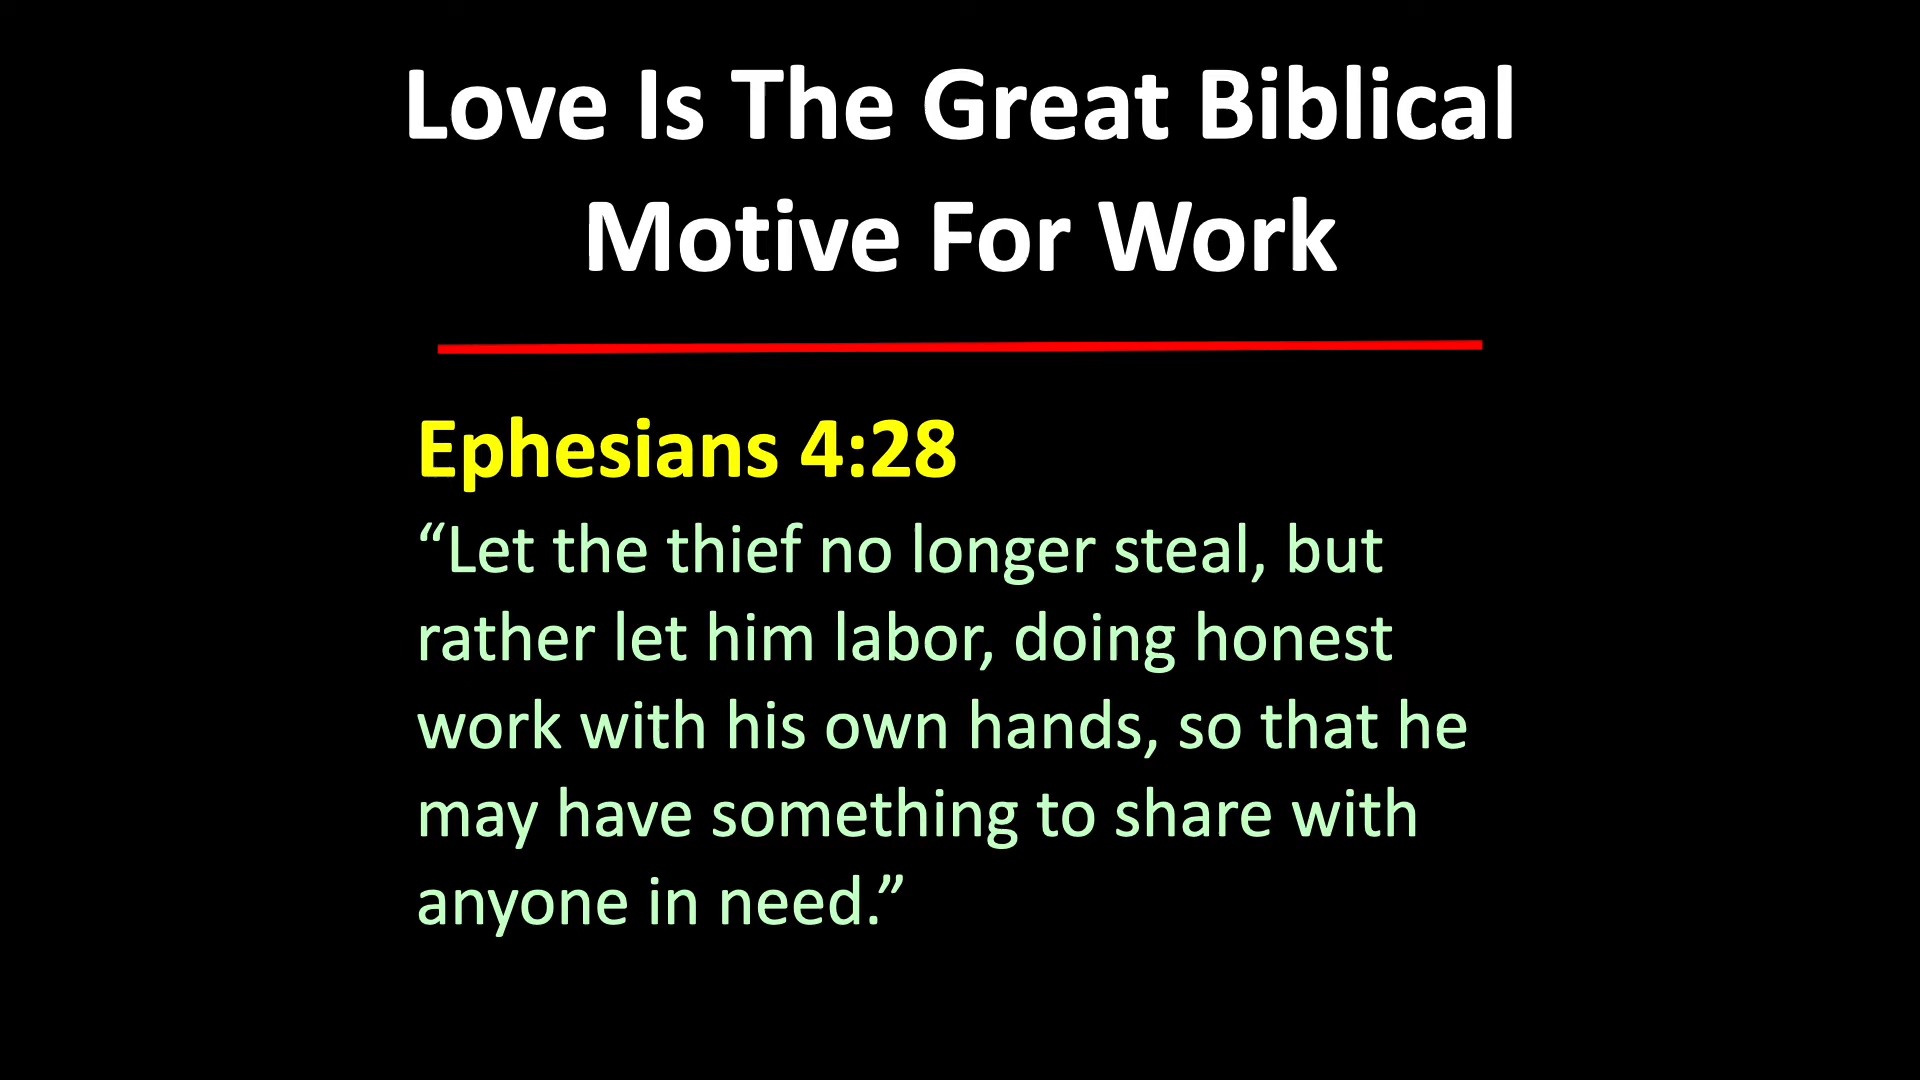 Love Is The Great Biblical
Motive For Work
Ephesians 4:28
“Let the thief no longer steal, but
rather let him labor, doing honest
work with his own hands, so that he
may have something to share with
anyone in need.”